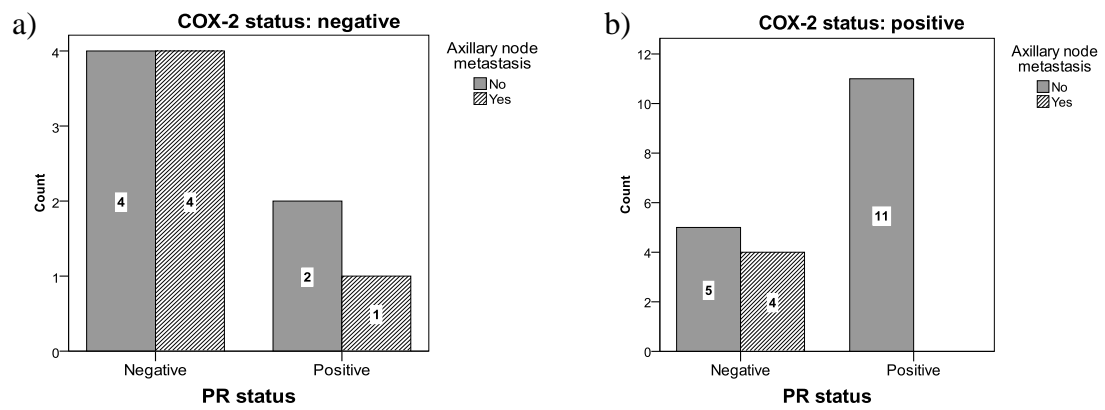 a)
COX-2 status: negative
Axillary node
metastasis
No
Yes
Count
4
3
2
1
0
4
4
2
1
Negative
Positive
PR status
b)
COX-2 status: positive
Axillary node
metastasis
No
Yes
Count
12
10
8
6
4
2
0
5
4
11
Negative
Positive
PR status